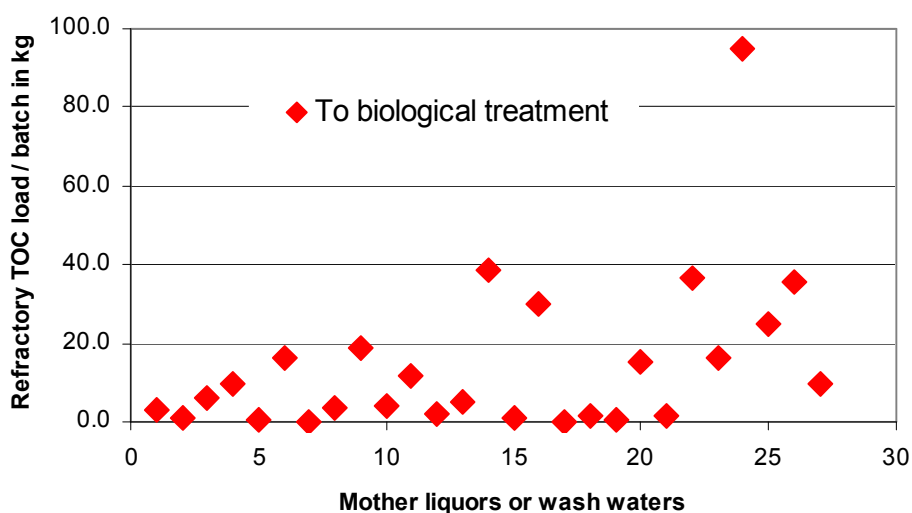 Refractory TOC load / batch in kg
100.0
80.0
60.0
40.0
20.0
0.0
To biological treatment
0 5 10 15 20 25 30
Mother liquors or wash waters